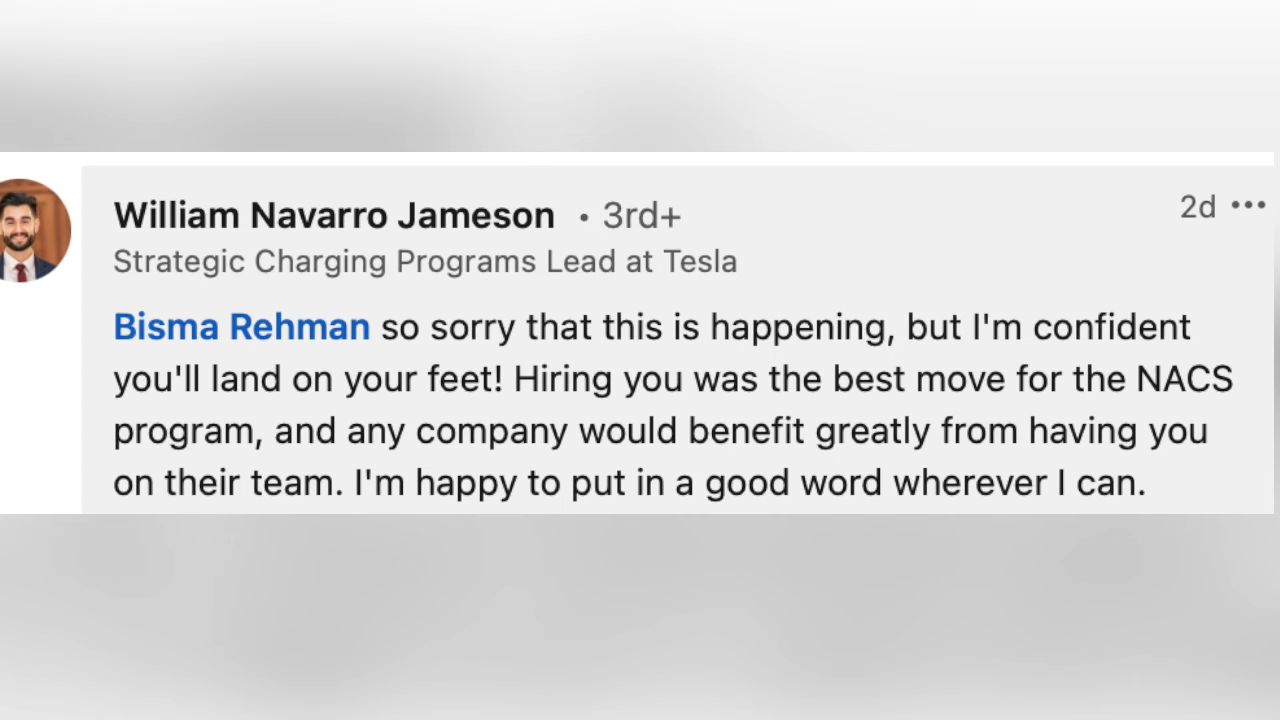 William Navarro Jameson • 3rd+
2d •••
Strategic Charging Programs Lead at Tesla
Bisma Rehman so sorry that this is happening, but I'm confident
you'll land on your feet! Hiring you was the best move for the NACS
program, and any company would benefit greatly from having you
on their team. I'm happy to put in a good word wherever I can.